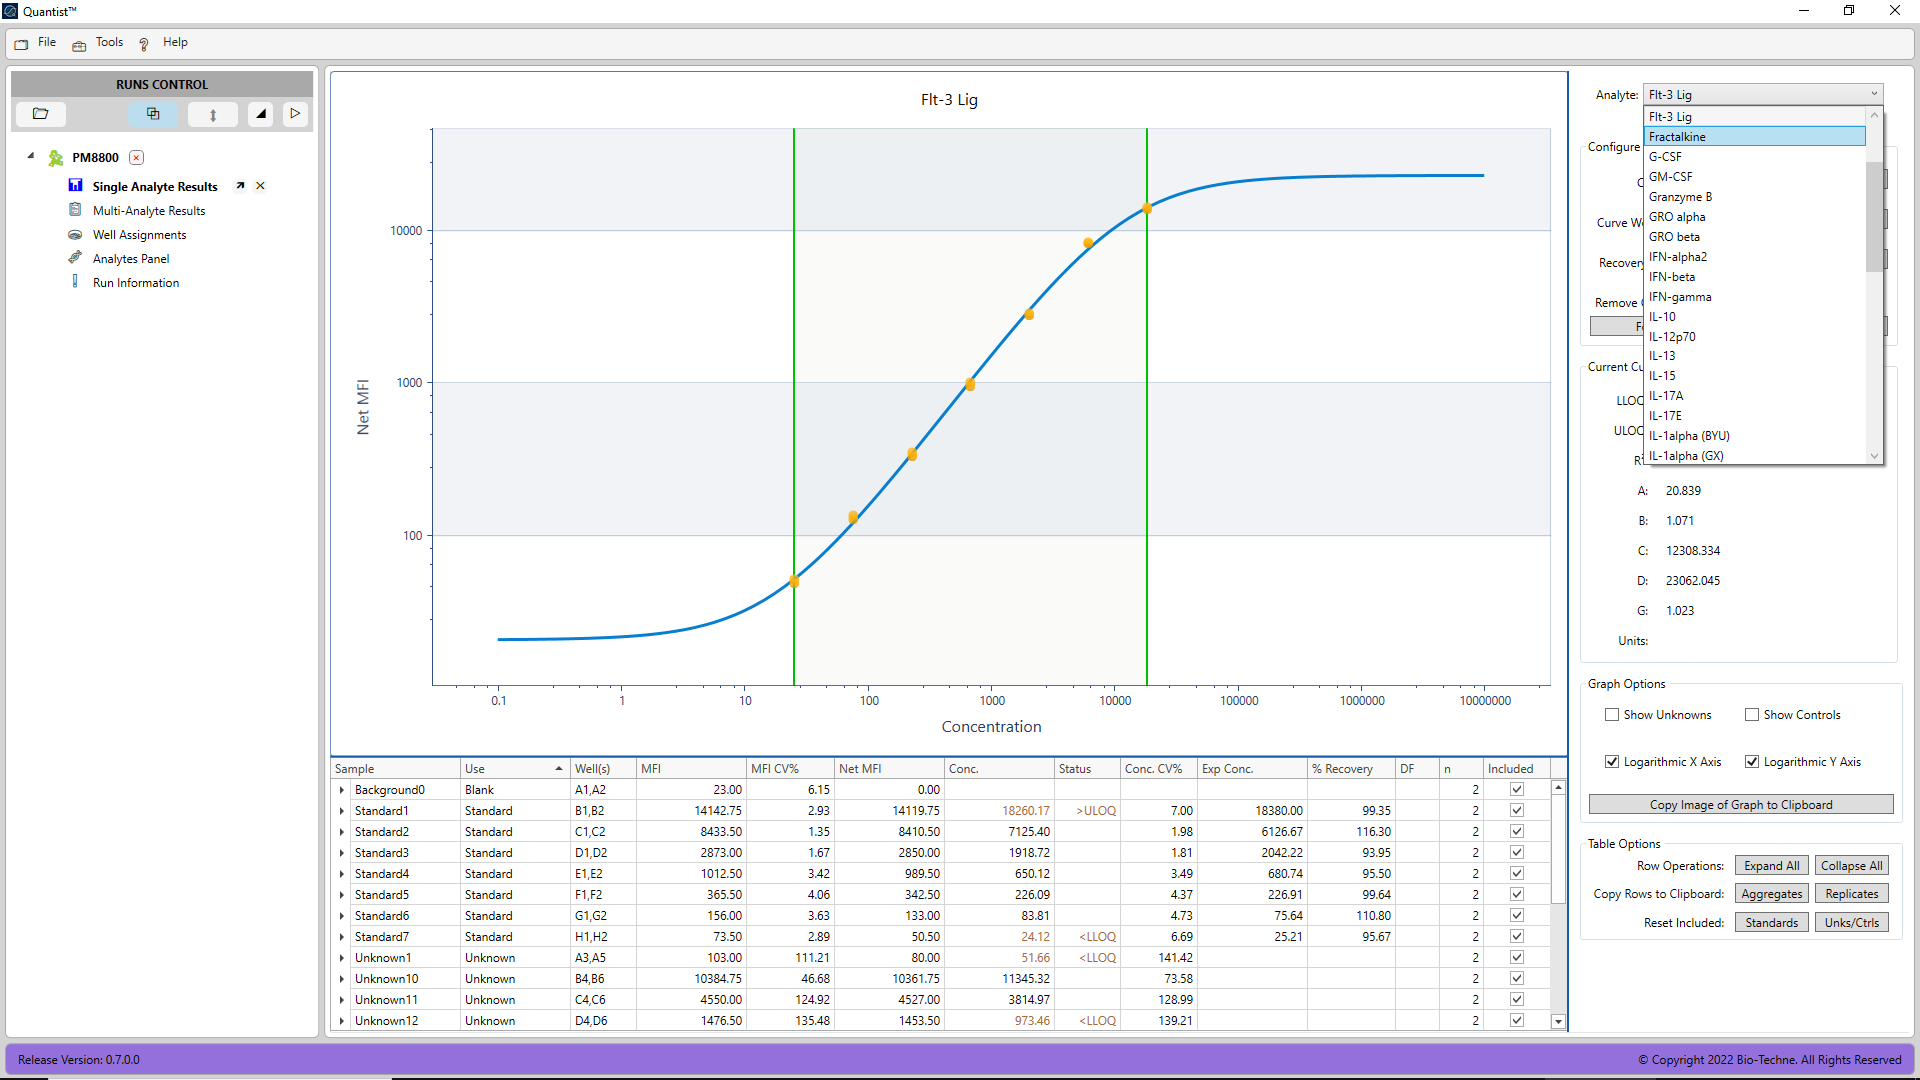 Quantist™
File Tools Help
RUNS CONTROL
PM8800
Single Analyte Results
Multi-Analyte Results
Well Assignments
Analytes Panel
Run Information
Flt-3 Lig
Net MFI
10000
1000
100
0.1 1 10 100 1000 10000 100000 1000000 10000000
Concentration
Sample Use Well(s) MFI MFI CV% Net MFI Conc. Status Conc. CV% Exp Conc. % Recovery DF n Included
Background0 Blank A1,A2 23.00 6.15 0.00 2
Standard1 Standard B1,B2 14142.75 2.93 14119.75 18260.17 >ULOQ 7.00 18380.00 99.35 2
Standard2 Standard C1,C2 8433.50 1.35 8410.50 7125.40 1.98 6126.67 116.30 2
Standard3 Standard D1,D2 2873.00 1.67 2850.00 1918.72 1.81 2042.22 93.95 2
Standard4 Standard E1,E2 1012.50 3.42 989.50 650.12 3.49 680.74 95.50 2
Standard5 Standard F1,F2 365.50 4.06 342.50 226.09 4.37 226.91 99.64 2
Standard6 Standard G1,G2 156.00 3.63 133.00 83.81 4.73 75.64 110.80 2
Standard7 Standard H1,H2 73.50 2.89 50.50 24.12 <LLOQ 6.69 25.21 95.67 2
Unknown1 Unknown A3,A5 103.00 111.21 80.00 51.66 <LLOQ 141.42 2
Unknown10 Unknown B4,B6 10384.75 46.68 10361.75 11345.32 73.58 2
Unknown11 Unknown C4,C6 4550.00 124.92 4527.00 3814.97 128.99 2
Unknown12 Unknown D4,D6 1476.50 135.48 1453.50 973.46 <LLOQ 139.21 2
Analyte: Flt-3 Lig
Flt-3 Lig
Fractalkine
G-CSF
GM-CSF
Granzyme B
GRO alpha
GRO beta
IFN-alpha2
IFN-beta
IFN-gamma
IL-10
IL-12p70
IL-13
IL-15
IL-17A
IL-17E
IL-1alpha (BYU)
IL-1alpha (GX)
Configure
Curve
Recovery
Remove
Current
A: 20.839
B: 1.071
C: 12308.334
D: 23062.045
G: 1.023
Units:
Graph Options
Show Unknowns Show Controls
Logarithmic X Axis Logarithmic Y Axis
Copy Image of Graph to Clipboard
Table Options
Row Operations: Expand All Collapse All
Copy Rows to Clipboard: Aggregates Replicates
Reset Included: Standards Unks/Ctrls
Release Version: 0.7.0.0
© Copyright 2022 Bio-Techne. All Rights Reserved